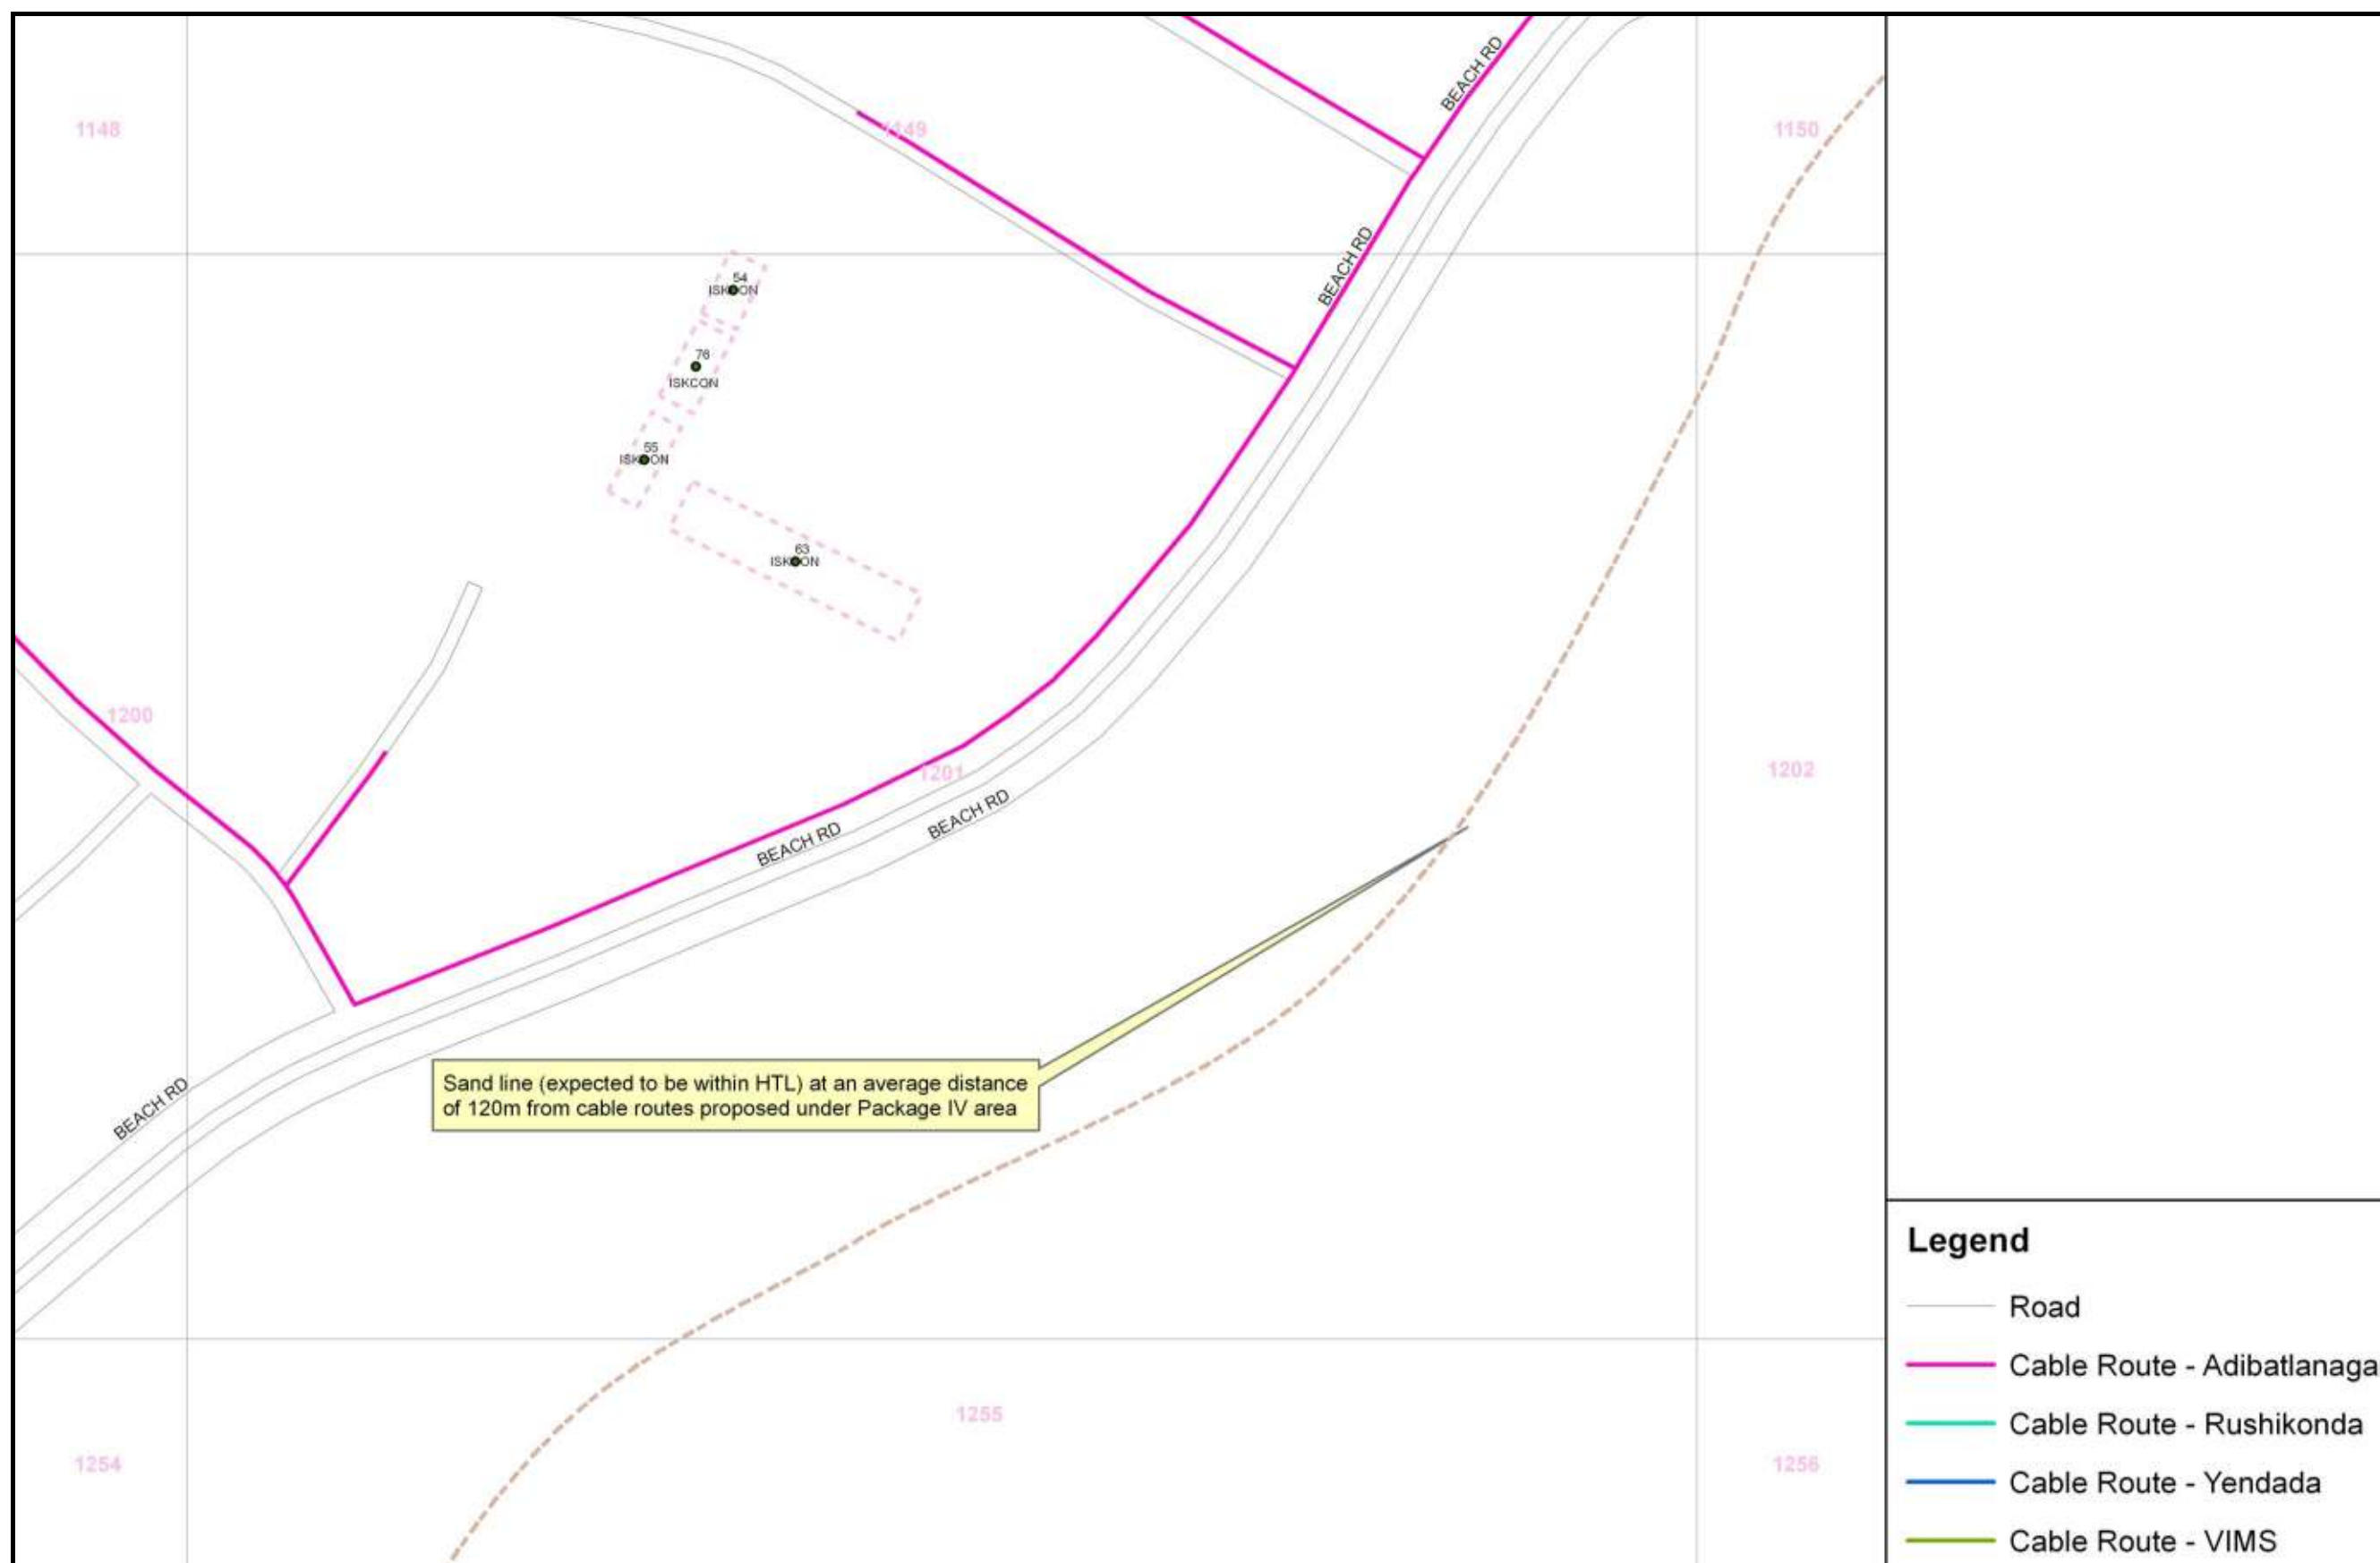 BEACH RD
1148
1149
1150
BEACH RD
54
ISKCON
76
ISKCON
55
ISKCON
63
ISKCON
1200
1201
1202
BEACH RD
BEACH RD
Sand line (expected to be within HTL) at an average distance
of 120m from cable routes proposed under Package IV area
BEACH RD
1255
1254
1256
Legend
Road
Cable Route - Adibatlanaga
Cable Route - Rushikonda
Cable Route - Yendada
Cable Route - VIMS